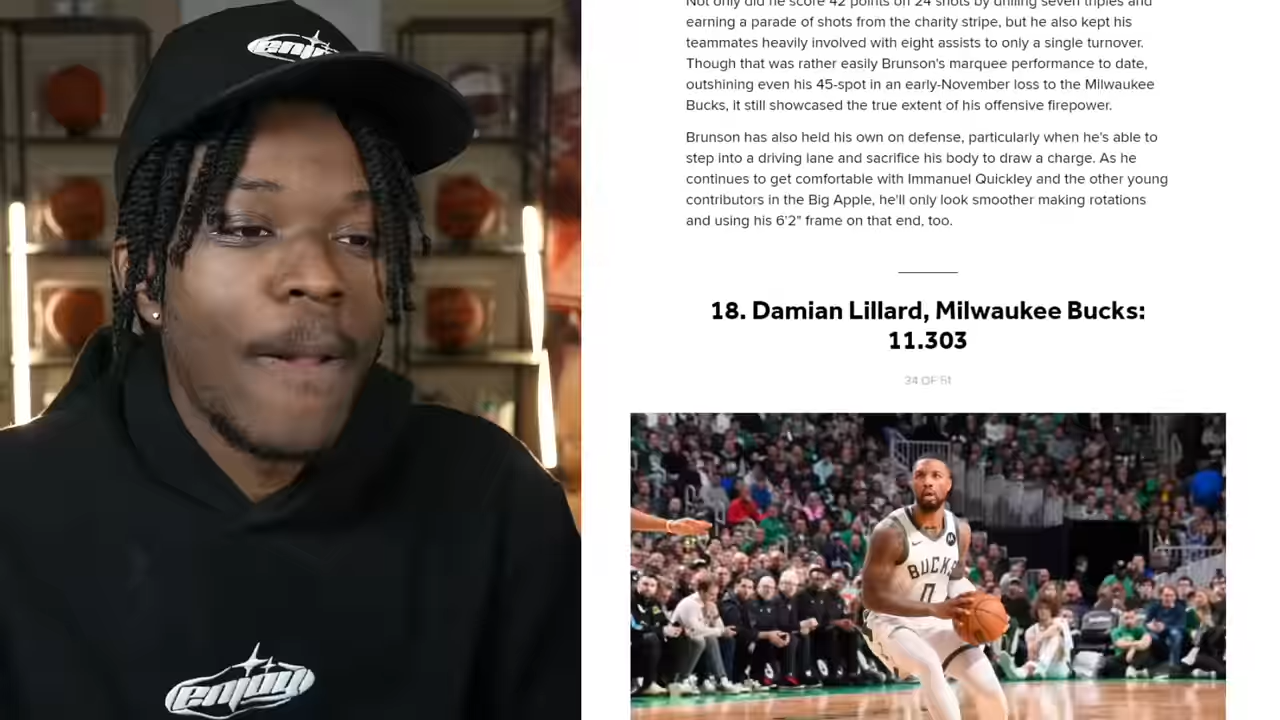 enjoy
enjoy
Not only did he score 42 points on 24 shots by drilling seven triples and
earning a parade of shots from the charity stripe, but he also kept his
teammates heavily involved with eight assists to only a single turnover.
Though that was rather easily Brunson's marquee performance to date,
outshining even his 45-spot in an early-November loss to the Milwaukee
Bucks, it still showcased the true extent of his offensive firepower.
Brunson has also held his own on defense, particularly when he's able to
step into a driving lane and sacrifice his body to draw a charge. As he
continues to get comfortable with Immanuel Quickley and the other young
contributors in the Big Apple, he'll only look smoother making rotations
and using his 6'2" frame on that end, too.
18. Damian Lillard, Milwaukee Bucks:
11.303
34 OF 51
BUCKS
0